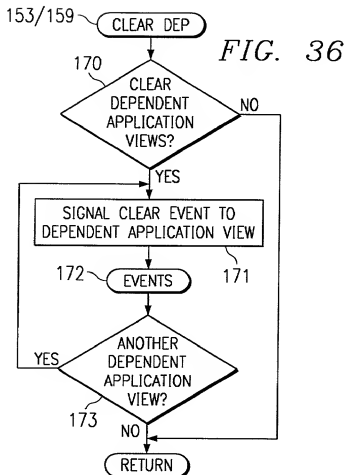 153/159
CLEAR DEP
FIG. 36
170
CLEAR
DEPENDENT
APPLICATION
VIEWS?
NO
YES
SIGNAL CLEAR EVENT TO
DEPENDENT APPLICATION VIEW
171
172
EVENTS
YES
ANOTHER
DEPENDENT
APPLICATION
VIEW?
173
NO
RETURN